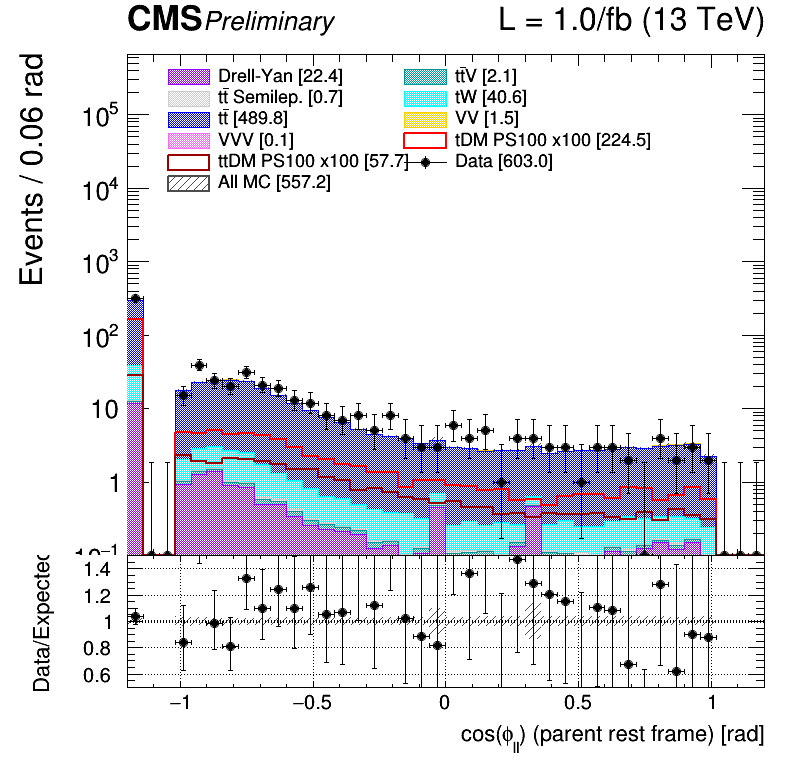 CMS Preliminary L = 1.0/fb (13 TeV)
Events / 0.06 rad
Drell-Yan [22.4]
tt̄V [2.1]
tt̄ Semilep. [0.7]
tW [40.6]
tt̄ [489.8]
VV [1.5]
VVV [0.1]
tDM PS100 x100 [224.5]
ttDM PS100 x100 [57.7]
Data [603.0]
All MC [557.2]
10⁵
10⁴
10³
10²
10
1
10⁻¹
Data/Expected
1.4
1.2
1
0.8
0.6
−1 −0.5 0 0.5 1
cos(ϕ_ll) (parent rest frame) [rad]